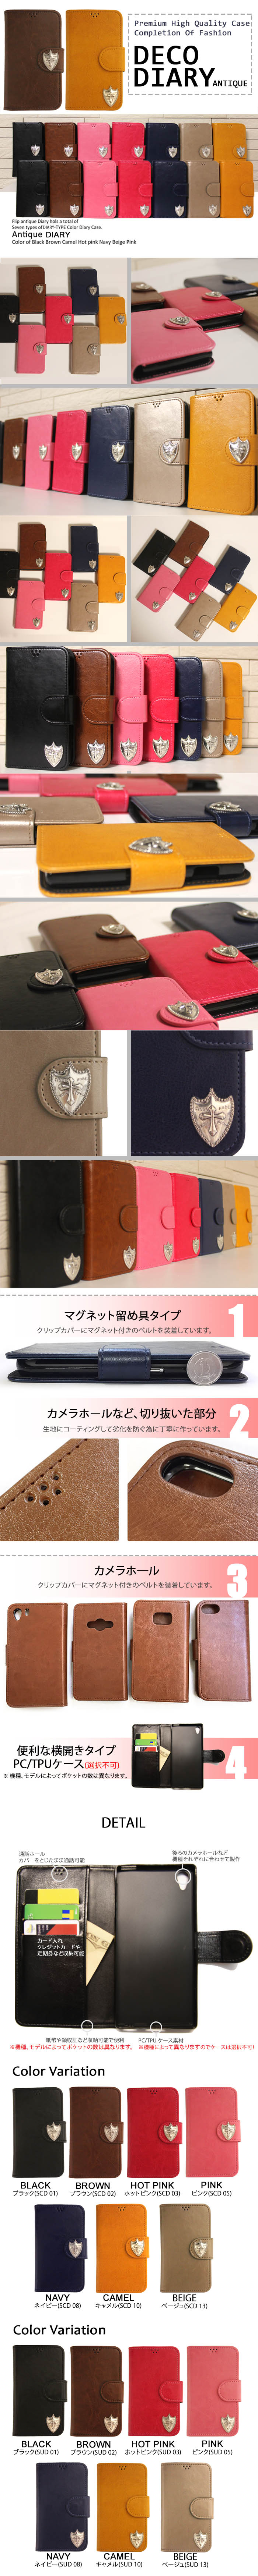 Premium High Quality Case
Completion Of Fashion
DECO
DIARY ANTIQUE
Flip antique Diary hols a total of
Seven types of DIARY-TYPE Color Diary Case.
Antique DIARY
Color of Black Brown Camel Hot pink Navy Beige Pink
マグネット留め具タイプ
クリップカバーにマグネット付きのベルトを装着しています。
1
カメラホールなど、切り抜いた部分
生地にコーティングして劣化を防ぐ為に丁寧に作っています。
2
カメラホール
クリップカバーにマグネット付きのベルトを装着しています。
3
便利な横開きタイプ
PC/TPUケース(選択不可)
※ 機種、モデルによってポケットの数は異なります。
4
DETAIL
通話ホール
カバーをとじたまま通話可能
後ろのカメラホールなど
機種それぞれに合わせて製作
カード入れ
クレジットカードや
定期券など収納可能
紙幣や領収証など収納可能で便利
PC/TPU ケース素材
※機種、モデルによってポケットの数は異なります。
※機種によって異なりますのでケースは選択不可)
Color Variation
BLACK BROWN HOT PINK PINK
ブラック(SCD 01) ブラウン(SCD 02) ホットピンク(SCD 03) ピンク(SCD 05)
NAVY CAMEL BEIGE
ネイビー(SCD 08) キャメル(SCD 10) ベージュ(SCD 13)
Color Variation
BLACK BROWN HOT PINK PINK
ブラック(SUD 01) ブラウン(SUD 02) ホットピンク(SUD 03) ピンク(SUD 05)
NAVY CAMEL BEIGE
ネイビー(SUD 08) キャメル(SUD 10) ベージュ(SUD 13)